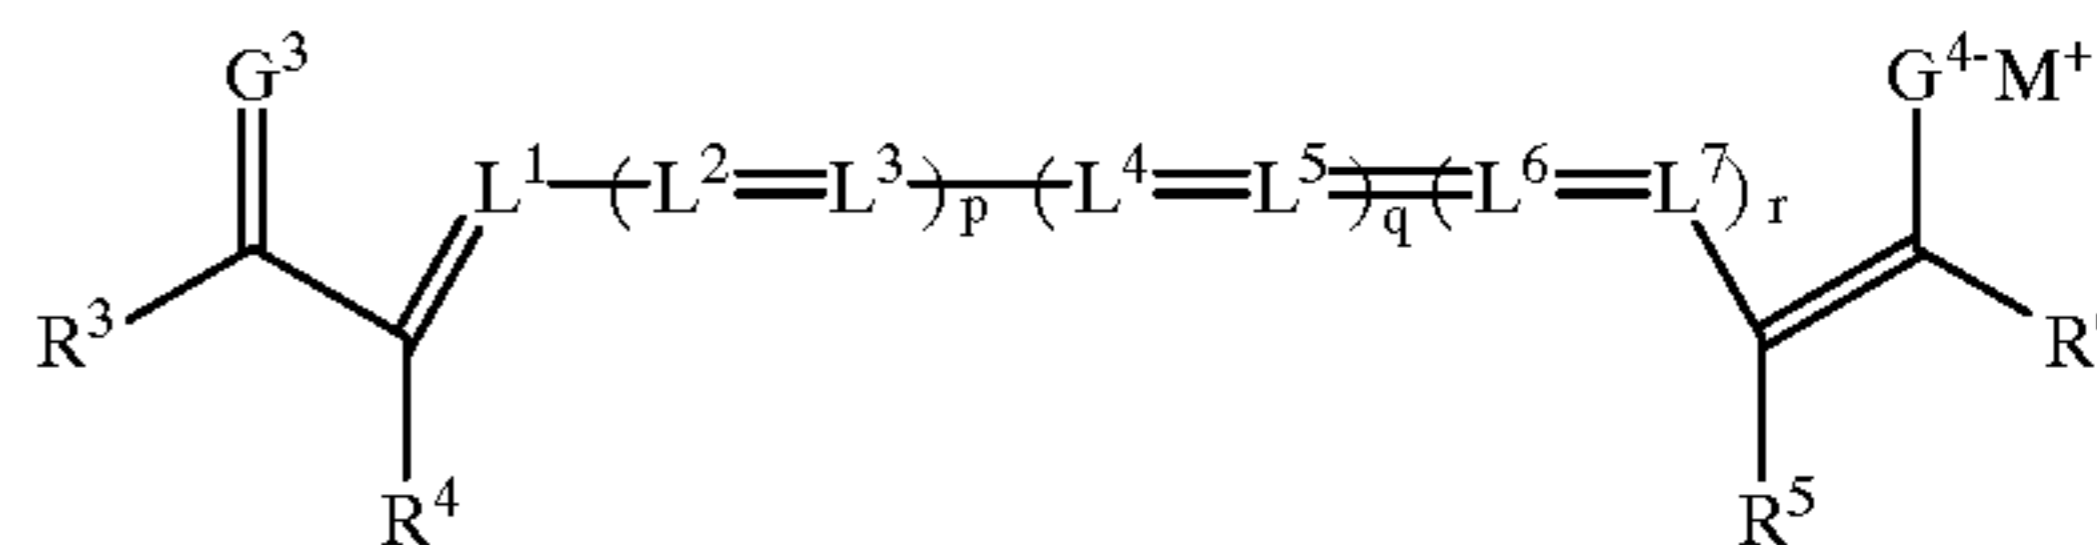 G³ G⁴⁻M⁺
L¹—(L²=L³)p—(L⁴=L⁵)q=(L⁶=L⁷)r
R³ R
R⁴ R⁵